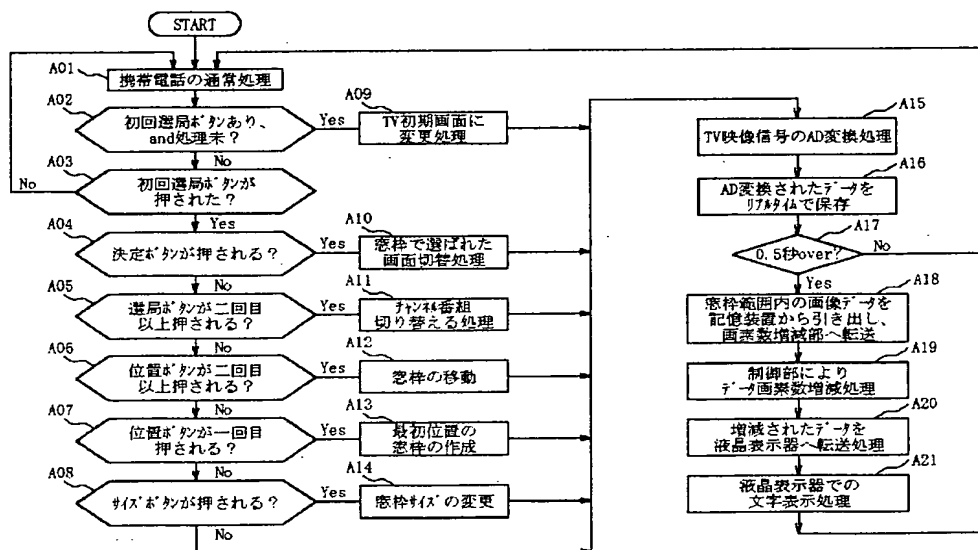 START
A01
携帯電話の通常処理
A02
初回選局ボタンあり、
and処理未?
Yes
No
A09
TV初期画面に
変更処理
A03
初回選局ボタンが
押された?
No
Yes
A04
決定ボタンが押される?
Yes
No
A10
窓枠で選ばれた
画面切替処理
A05
選局ボタンが二回目
以上押される?
Yes
No
A11
チャンネル番組
切り替える処理
A06
位置ボタンが二回目
以上押される?
Yes
No
A12
窓枠の移動
A07
位置ボタンが一回目
押される?
Yes
No
A13
最初位置の
窓枠の作成
A08
サイズボタンが押される?
Yes
No
A14
窓枠サイズの変更
A15
TV映像信号のAD変換処理
A16
AD変換されたデータを
リアルタイムで保存
A17
0.5秒over?
No
Yes
A18
窓枠範囲内の画像データを
記憶装置から引き出し、
画素数増減部へ転送
A19
制御部により
データ画素数増減処理
A20
増減されたデータを
液晶表示器へ転送処理
A21
液晶表示器での
文字表示処理